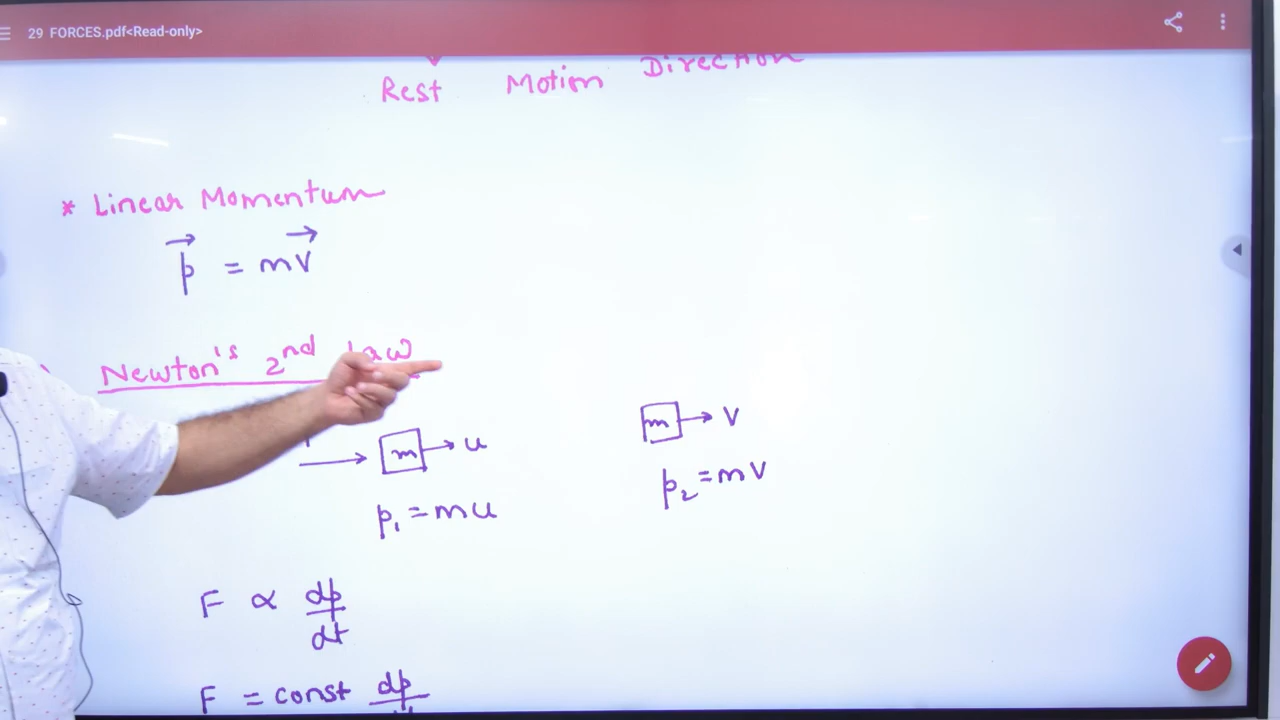 29 FORCES.pdf<Read-only>
Rest Motion Direction
* Linear Momentum
p = mv
Newton's 2nd law
m → u
m → v
p₁ = mu
p₂ = mv
F ∝ dp/dt
F = const dp